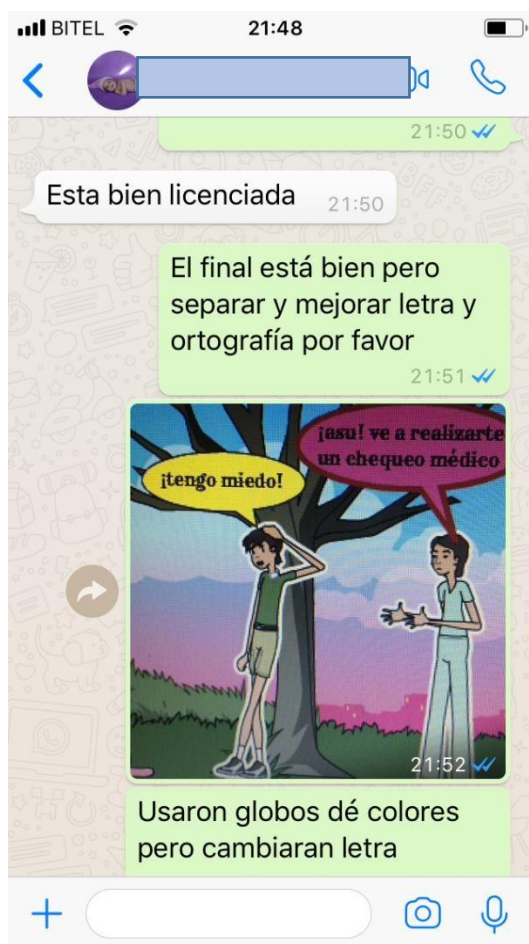 BITEL 21:48
21:50
Esta bien licenciada 21:50
El final está bien pero
separar y mejorar letra y
ortografía por favor
21:51
¡asu! ve a realizarte
un chequeo médico
¡tengo miedo!
21:52
Usaron globos dé colores
pero cambiaran letra